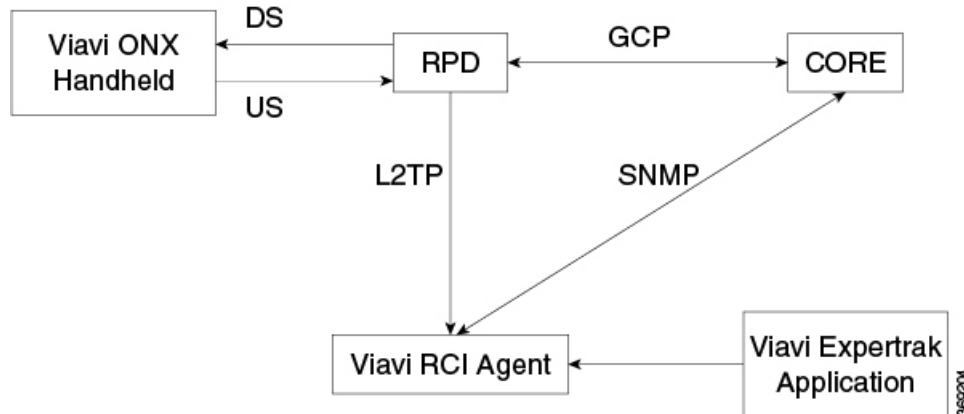 DS
Viavi ONX
Handheld
US
RPD
GCP
CORE
L2TP
SNMP
Viavi RCI Agent
Viavi Expertrak
Application